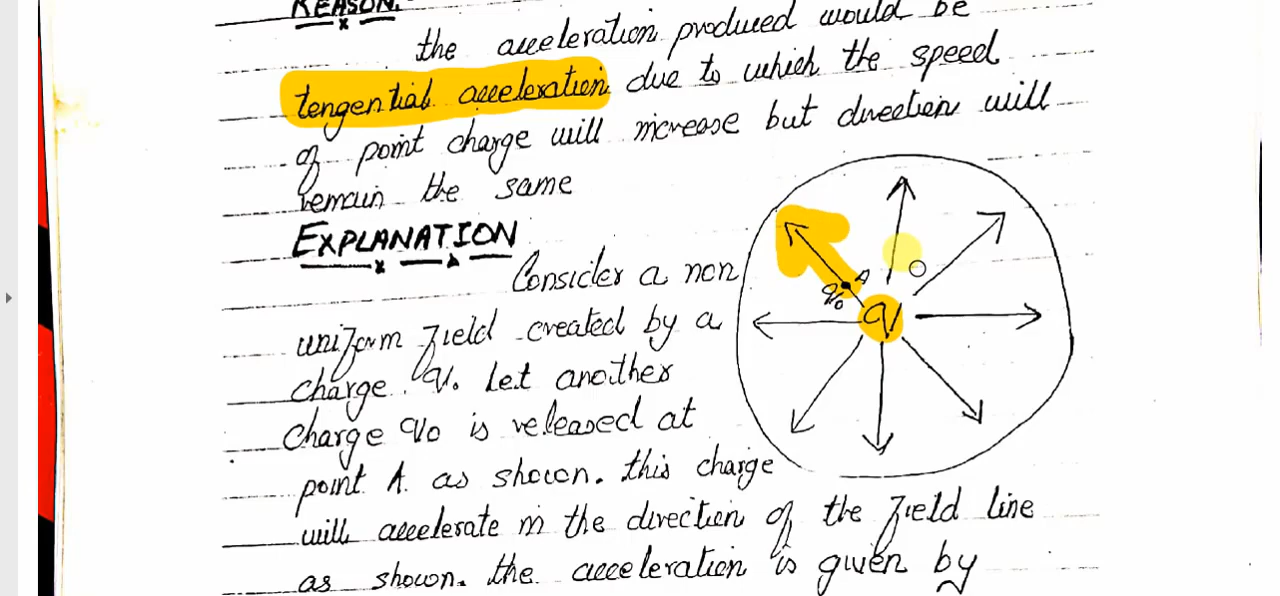 REASON.
the acceleration produced would be
tengential acceleration due to which the speed
of point charge will increase but direction will
remain the same
EXPLANATION
Consider a non
uniform field created by a
charge q. Let another
charge q₀ is released at
point A. as shown. this charge
will accelerate in the direction of the field line
as shown. the acceleration is given by
A
q₀
q